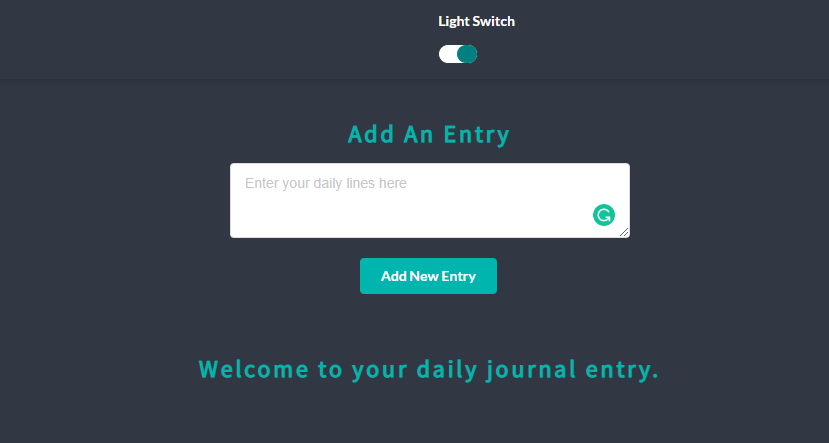 Light Switch
Add An Entry
Enter your daily lines here
Add New Entry
Welcome to your daily journal entry.